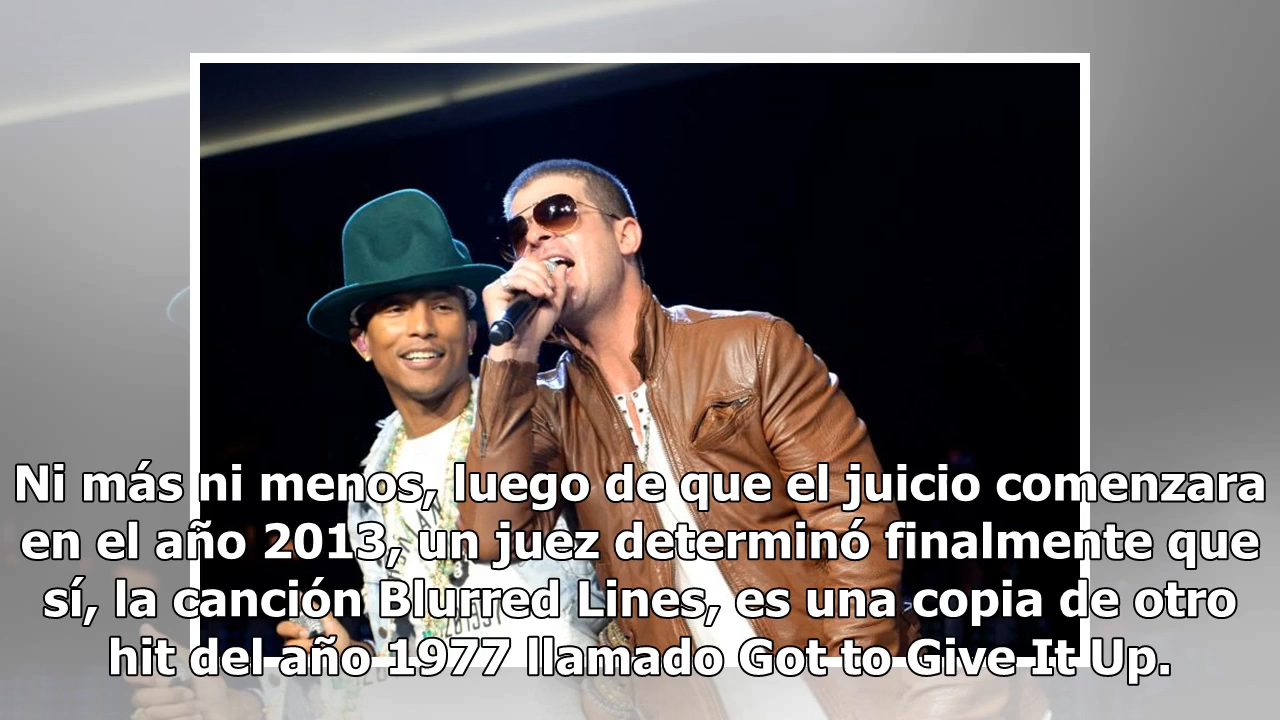 Ni más ni menos, luego de que el juicio comenzara
en el año 2013, un juez determinó finalmente que
sí, la canción Blurred Lines, es una copia de otro
hit del año 1977 llamado Got to Give It Up.